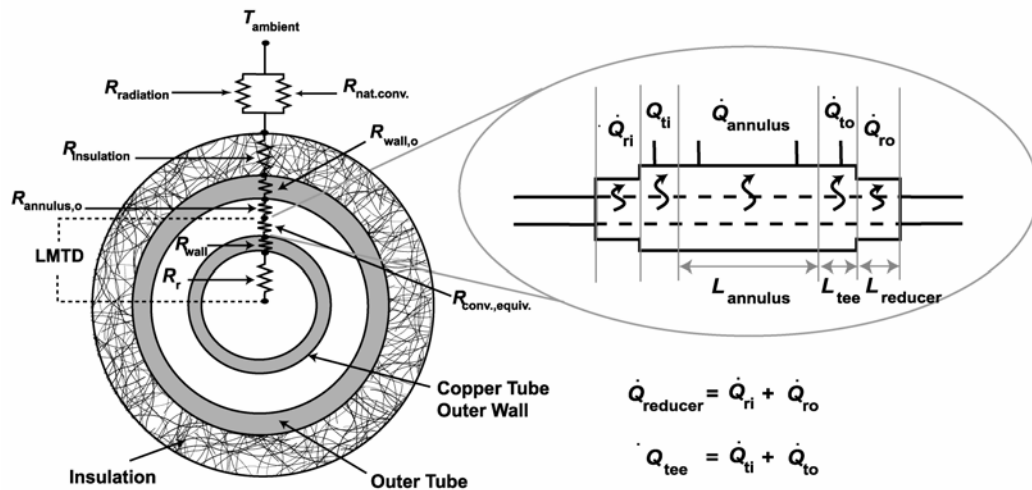 T ambient
R radiation
R nat.conv.
R insulation
R wall,o
R annulus,o
LMTD
R wall
R r
R conv.,equiv.
Copper Tube
Outer Wall
Insulation
Outer Tube
Q̇ ri
Q ti
Q̇ annulus
Q̇ to
Q̇ ro
L annulus
L tee
L reducer
Q̇ reducer = Q̇ ri + Q̇ ro
Q̇ tee = Q̇ ti + Q̇ to